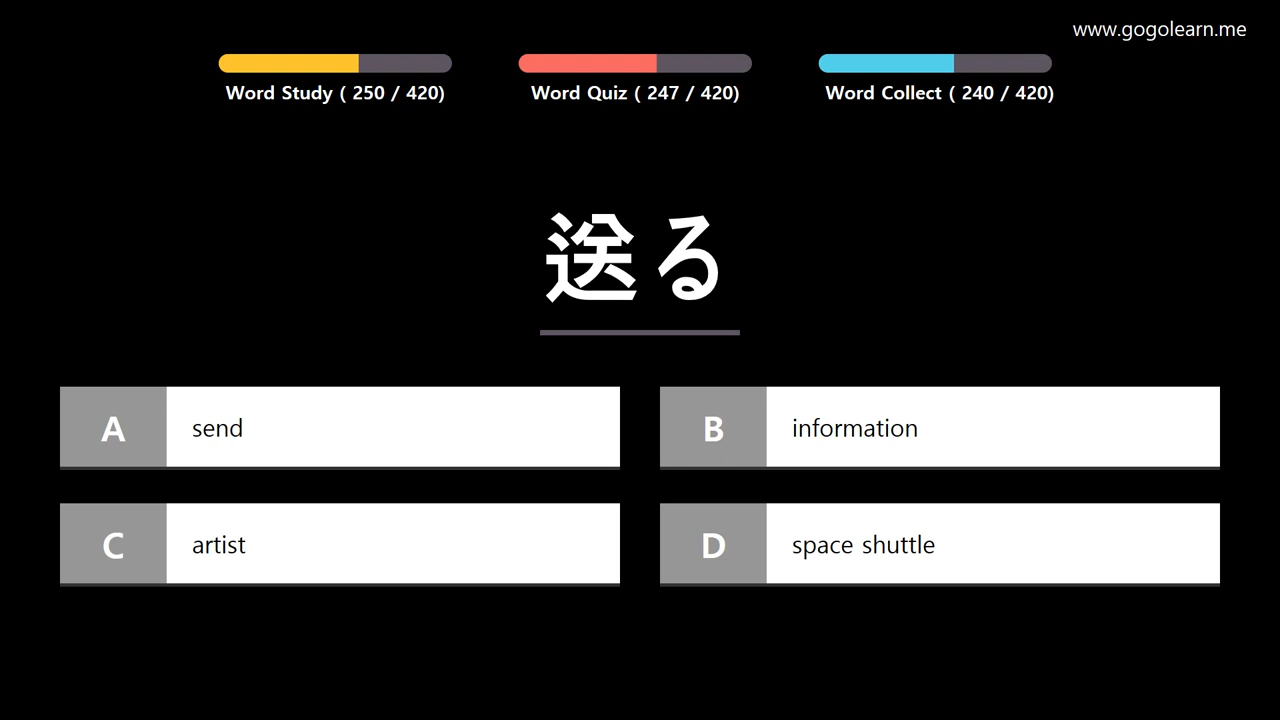 www.gogolearn.me
Word Study ( 250 / 420)
Word Quiz ( 247 / 420)
Word Collect ( 240 / 420)
送る
A send
B information
C artist
D space shuttle